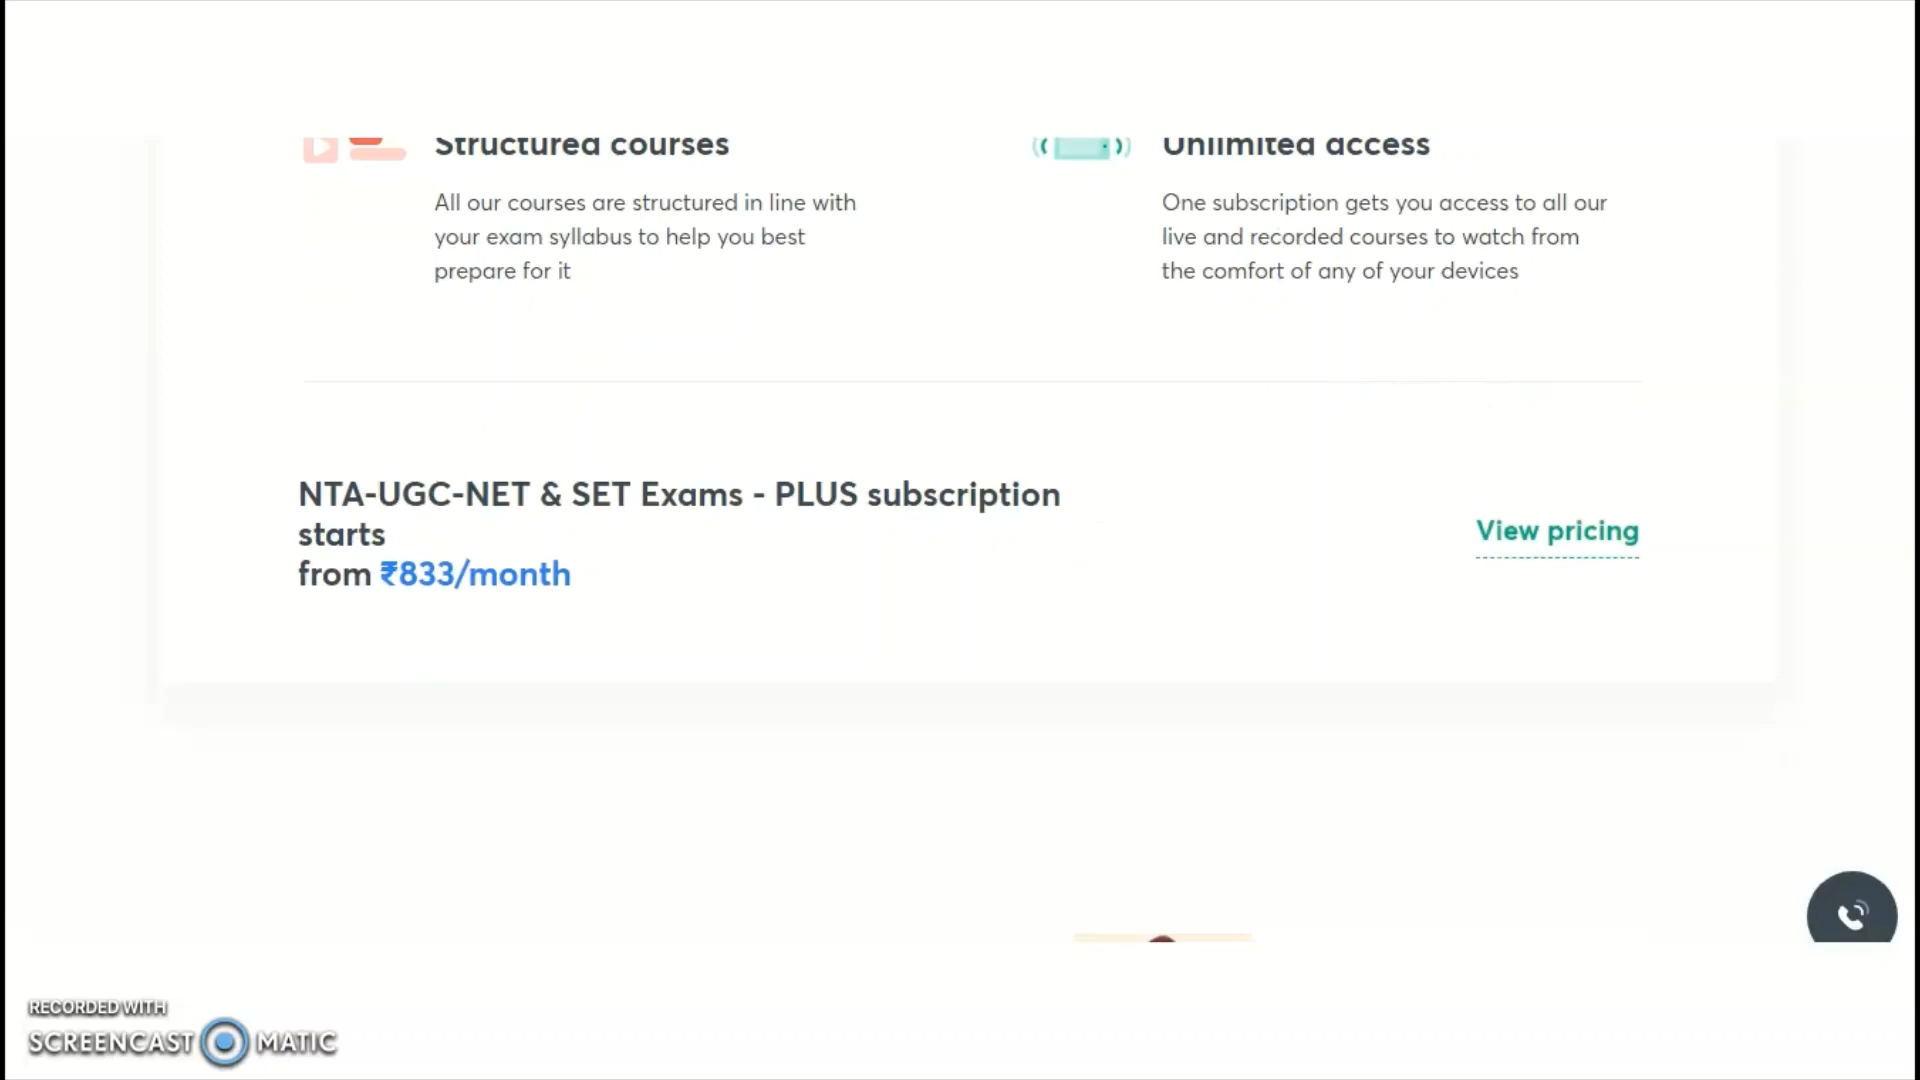 Structured courses
All our courses are structured in line with
your exam syllabus to help you best
prepare for it
Unlimited access
One subscription gets you access to all our
live and recorded courses to watch from
the comfort of any of your devices
NTA-UGC-NET & SET Exams - PLUS subscription
starts
from ₹833/month
View pricing
RECORDED WITH
SCREENCAST MATIC